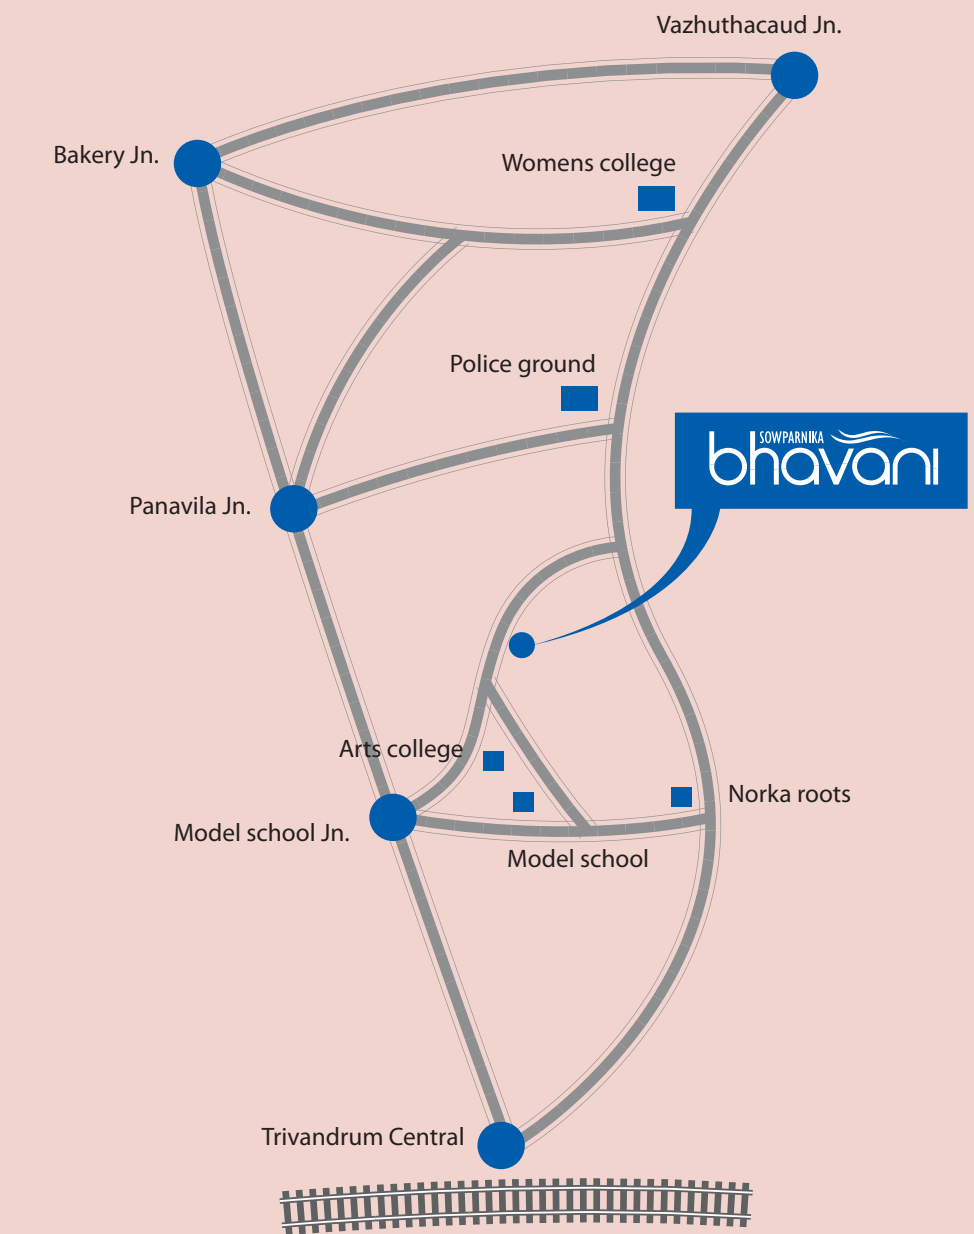 Vazhuthacaud Jn.
Bakery Jn.
Womens college
Police ground
SOWPARNIKA
bhavani
Panavila Jn.
Arts college
Norka roots
Model school Jn.
Model school
Trivandrum Central